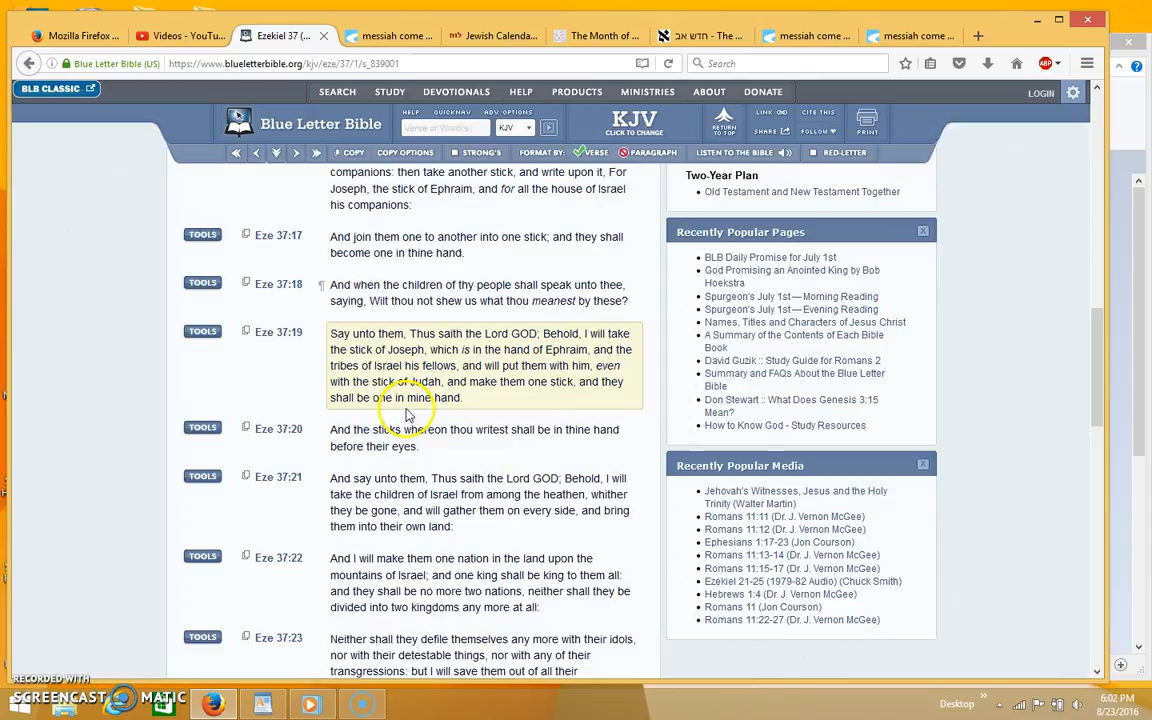 Mozilla Firefox ...
Videos - YouTu...
Ezekiel 37 (
messiah come ...
Jewish Calenda...
The Month of ...
חדש אב - The ...
messiah come ...
messiah come ...
Blue Letter Bible (US)
https://www.blueletterbible.org/kjv/eze/37/1/s_839001
Search
ABP
BLB CLASSIC
SEARCH STUDY DEVOTIONALS HELP PRODUCTS MINISTRIES ABOUT DONATE
LOGIN
Blue Letter Bible
HELP QUICKNAV ADV. OPTIONS
Verse or Word(s)
KJV
KJV
CLICK TO CHANGE
RETURN
TOP
LINK
CITE THIS
SHARE
FOLLOW
PRINT
COPY COPY OPTIONS STRONG'S FORMAT BY: VERSE PARAGRAPH LISTEN TO THE BIBLE RED-LETTER
companions: then take another stick, and write upon it, For
Joseph, the stick of Ephraim, and for all the house of Israel
his companions:
TOOLS Eze 37:17 And join them one to another into one stick; and they shall
become one in thine hand.
TOOLS Eze 37:18 ¶ And when the children of thy people shall speak unto thee,
saying, Wilt thou not shew us what thou meanest by these?
TOOLS Eze 37:19 Say unto them, Thus saith the Lord GOD; Behold, I will take
the stick of Joseph, which is in the hand of Ephraim, and the
tribes of Israel his fellows, and will put them with him, even
with the stick of Judah, and make them one stick, and they
shall be one in mine hand.
TOOLS Eze 37:20 And the sticks whereon thou writest shall be in thine hand
before their eyes.
TOOLS Eze 37:21 And say unto them, Thus saith the Lord GOD; Behold, I will
take the children of Israel from among the heathen, whither
they be gone, and will gather them on every side, and bring
them into their own land:
TOOLS Eze 37:22 And I will make them one nation in the land upon the
mountains of Israel; and one king shall be king to them all:
and they shall be no more two nations, neither shall they be
divided into two kingdoms any more at all:
TOOLS Eze 37:23 Neither shall they defile themselves any more with their idols,
nor with their detestable things, nor with any of their
transgressions: but I will save them out of all their
Two-Year Plan
Old Testament and New Testament Together
Recently Popular Pages
BLB Daily Promise for July 1st
God Promising an Anointed King by Bob
Hoekstra
Spurgeon's July 1st—Morning Reading
Spurgeon's July 1st—Evening Reading
Names, Titles and Characters of Jesus Christ
A Summary of the Contents of Each Bible
Book
David Guzik :: Study Guide for Romans 2
Summary and FAQs About the Blue Letter
Bible
Don Stewart :: What Does Genesis 3:15
Mean?
How to Know God - Study Resources
Recently Popular Media
Jehovah's Witnesses, Jesus and the Holy
Trinity (Walter Martin)
Romans 11:11 (Dr. J. Vernon McGee)
Romans 11:12 (Dr. J. Vernon McGee)
Ephesians 1:17-23 (Jon Courson)
Romans 11:13-14 (Dr. J. Vernon McGee)
Romans 11:15-17 (Dr. J. Vernon McGee)
Ezekiel 21-25 (1979-82 Audio) (Chuck Smith)
Hebrews 1:4 (Dr. J. Vernon McGee)
Romans 11 (Jon Courson)
Romans 11:22-27 (Dr. J. Vernon McGee)
RECORDED WITH
SCREENCAST MATIC
Desktop
6:02 PM
8/23/2016